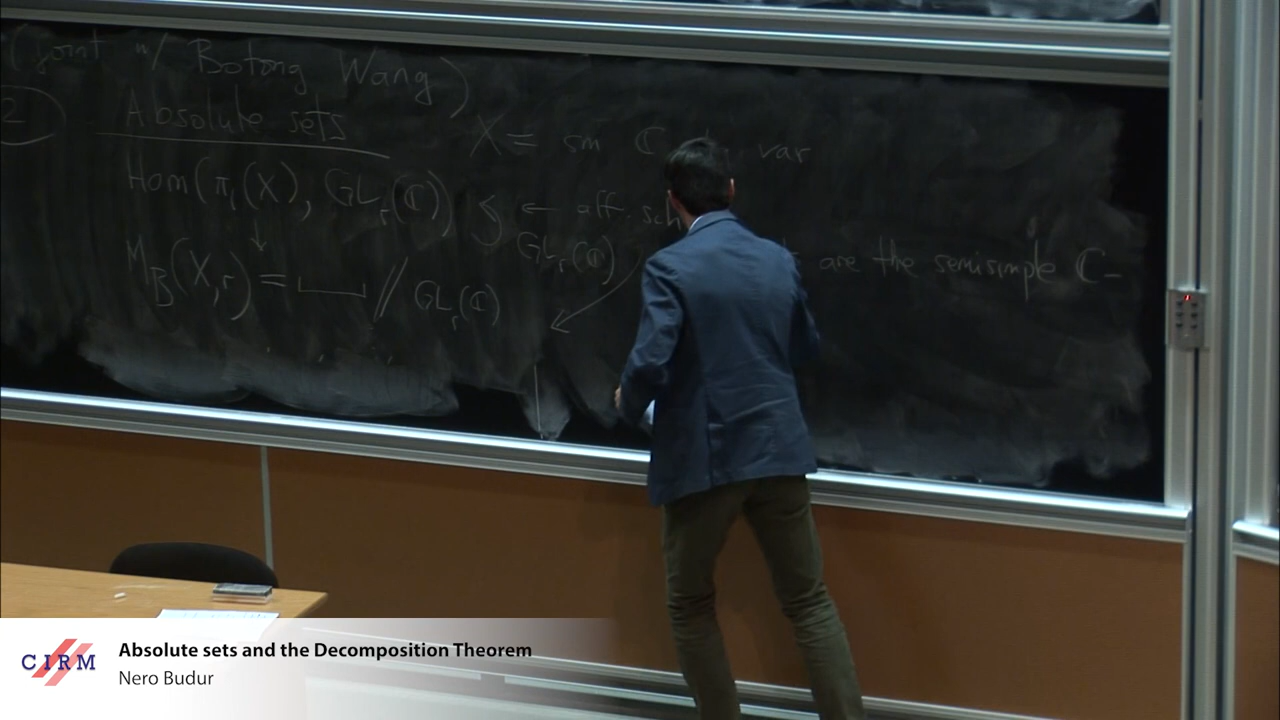 (joint w/ Botong Wang)
2 Absolute sets
X = sm ℂ var
Hom(π₁(X), GLᵣ(ℂ)) ↶ ← aff. sch
GLᵣ(ℂ)
are the semisimple ℂ-
↓
M_B(X,r) = ⎵ // GLᵣ(ℂ)
CIRM
Absolute sets and the Decomposition Theorem
Nero Budur